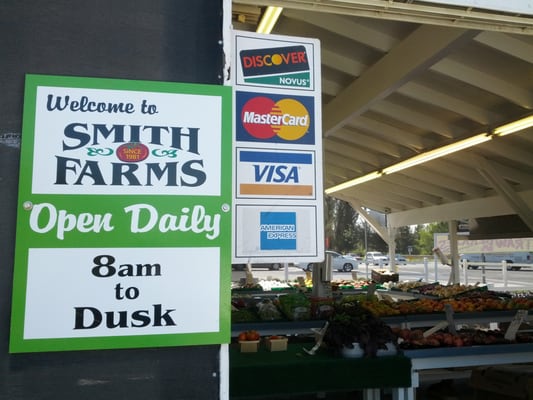 Welcome to
SMITH
SINCE
1981
FARMS
Open Daily
8am
to
Dusk
DISCOVER
NOVUS
MasterCard
VISA
AMERICAN
EXPRESS